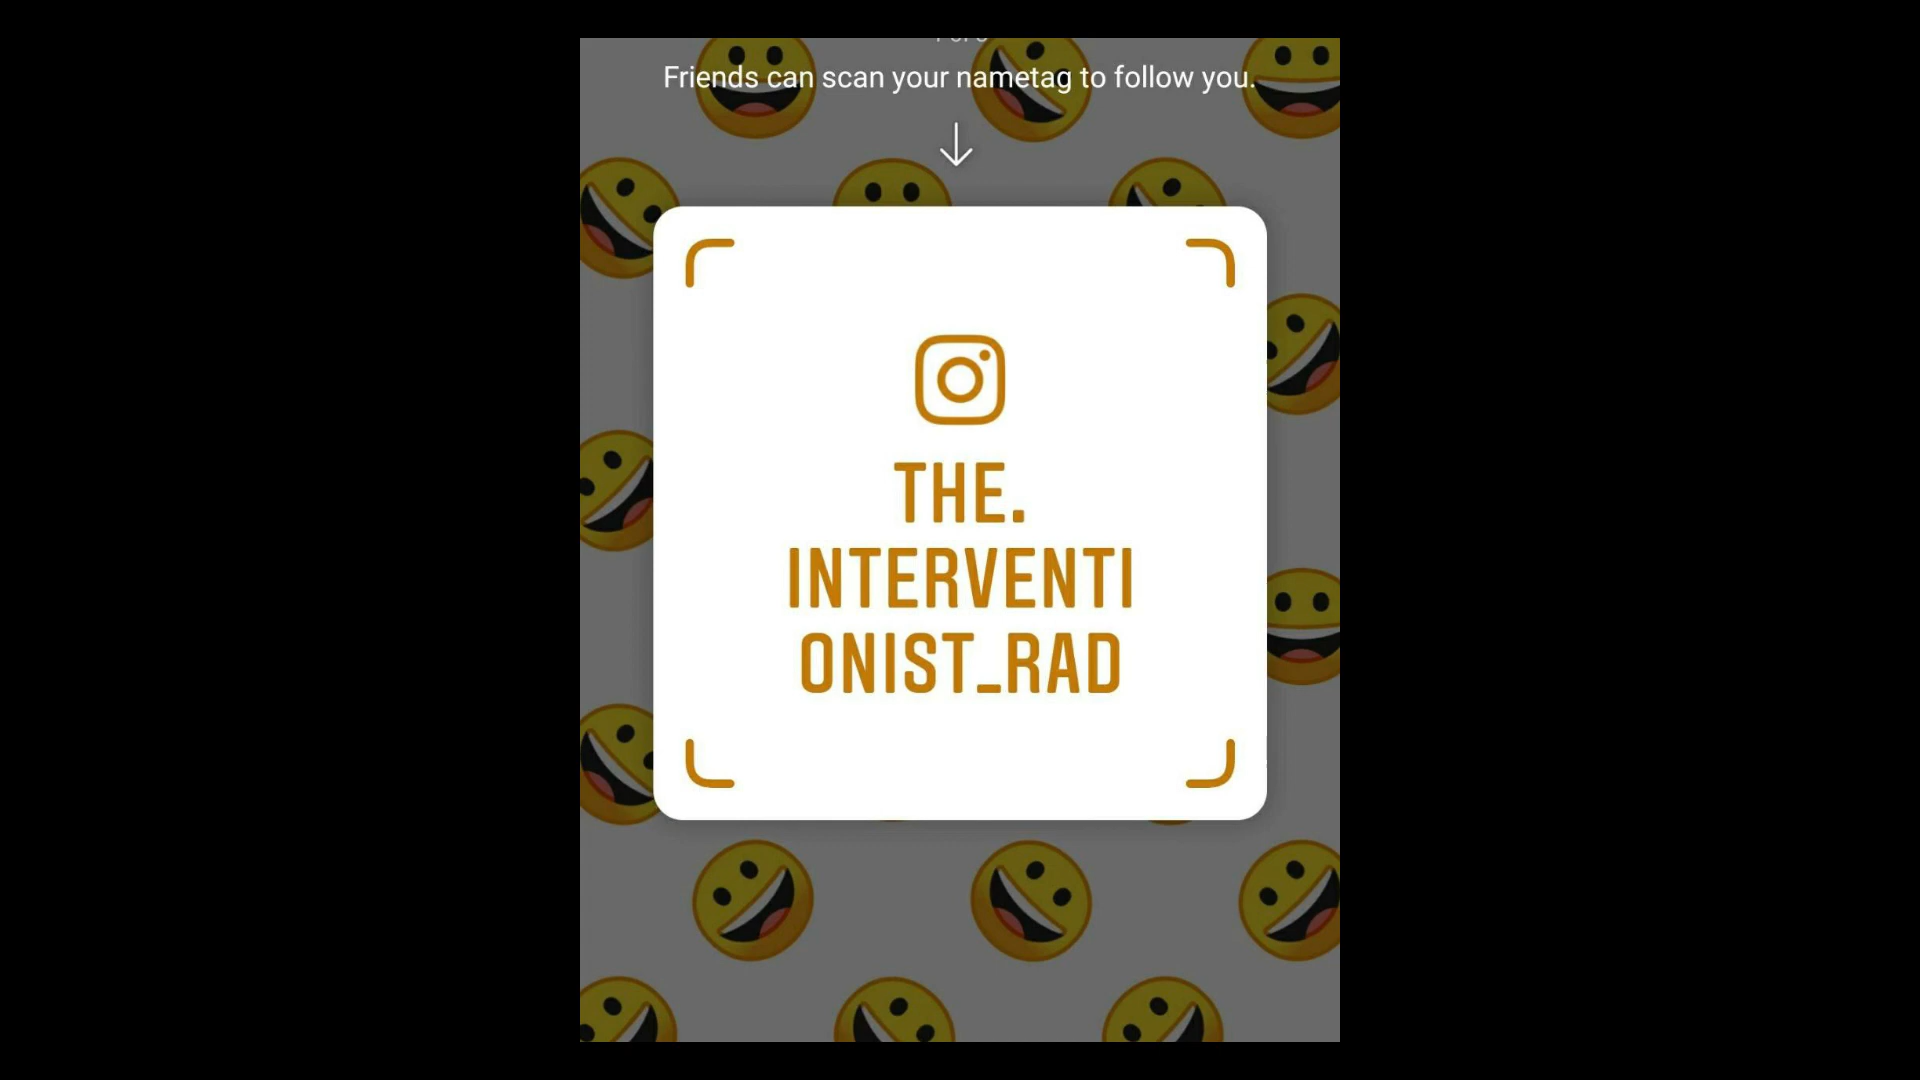 Friends can scan your nametag to follow you.
THE.
INTERVENTI
ONIST_RAD